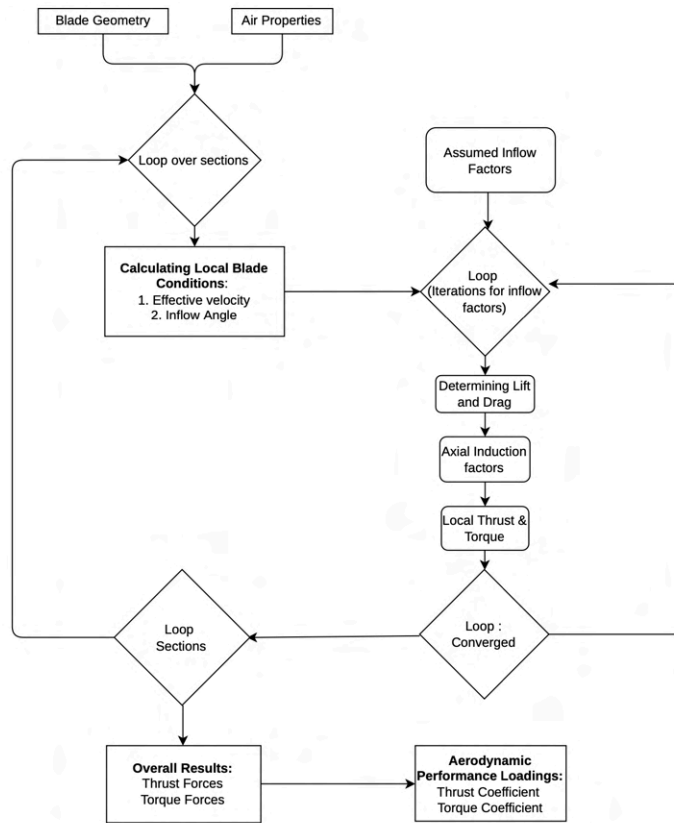 Blade Geometry
Air Properties
Loop over sections
Assumed Inflow
Factors
Calculating Local Blade
Conditions:
1. Effective velocity
2. Inflow Angle
Loop
(Iterations for inflow
factors)
Determining Lift
and Drag
Axial Induction
factors
Local Thrust &
Torque
Loop :
Converged
Loop
Sections
Overall Results:
Thrust Forces
Torque Forces
Aerodynamic
Performance Loadings:
Thrust Coefficient
Torque Coefficient